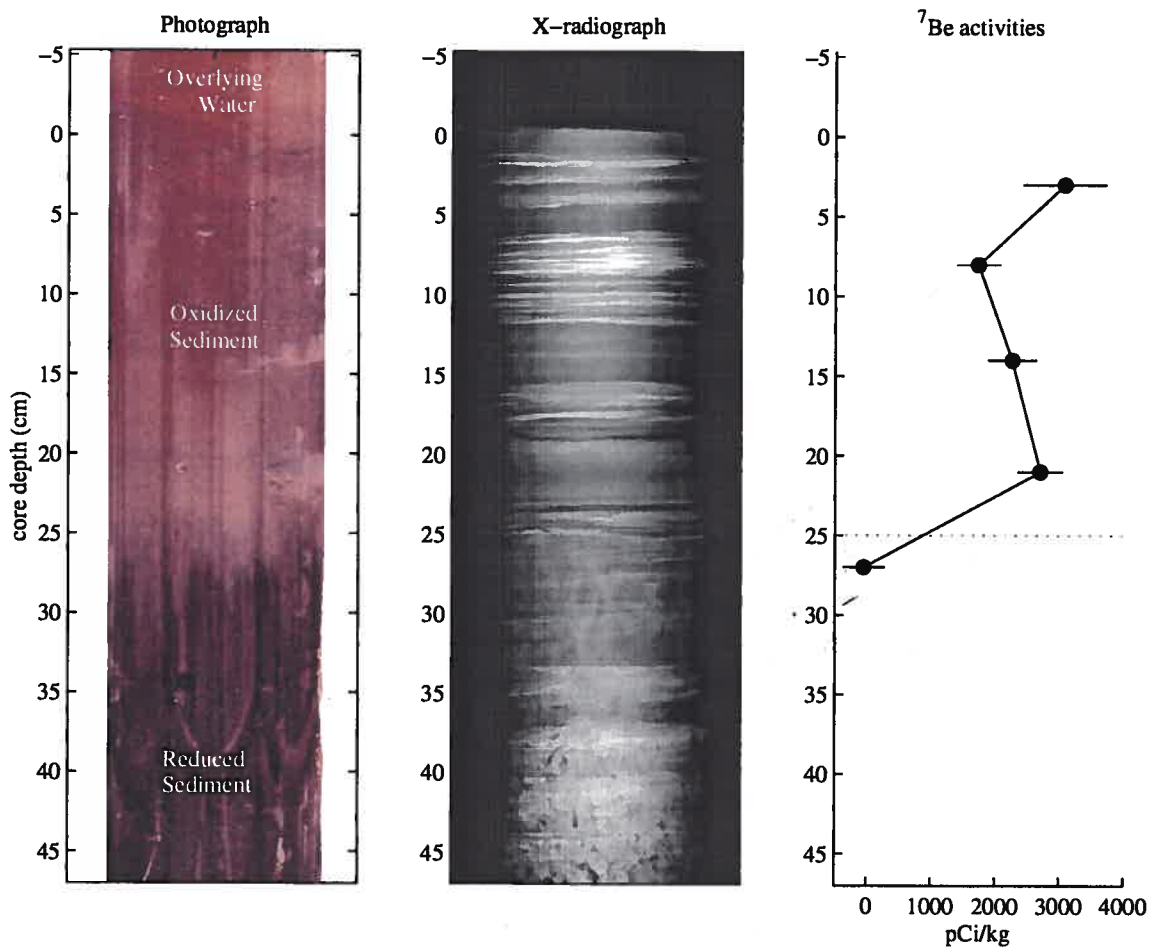 Photograph
X–radiograph
⁷Be activities
–5
0
5
10
15
20
25
30
35
40
45
core depth (cm)
Overlying
Water
Oxidized
Sediment
Reduced
Sediment
–5
0
5
10
15
20
25
30
35
40
45
–5
0
5
10
15
20
25
30
35
40
45
0 1000 2000 3000 4000
pCi/kg